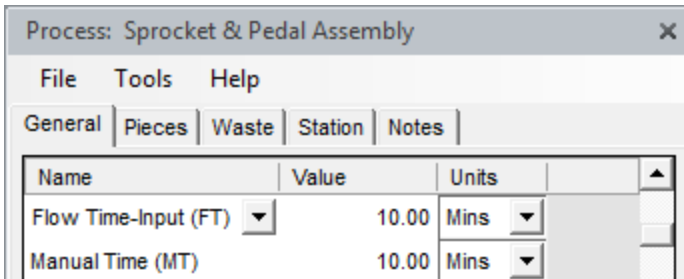 Process: Sprocket & Pedal Assembly
File Tools Help
General Pieces Waste Station Notes
Name Value Units
Flow Time-Input (FT) 10.00 Mins
Manual Time (MT) 10.00 Mins